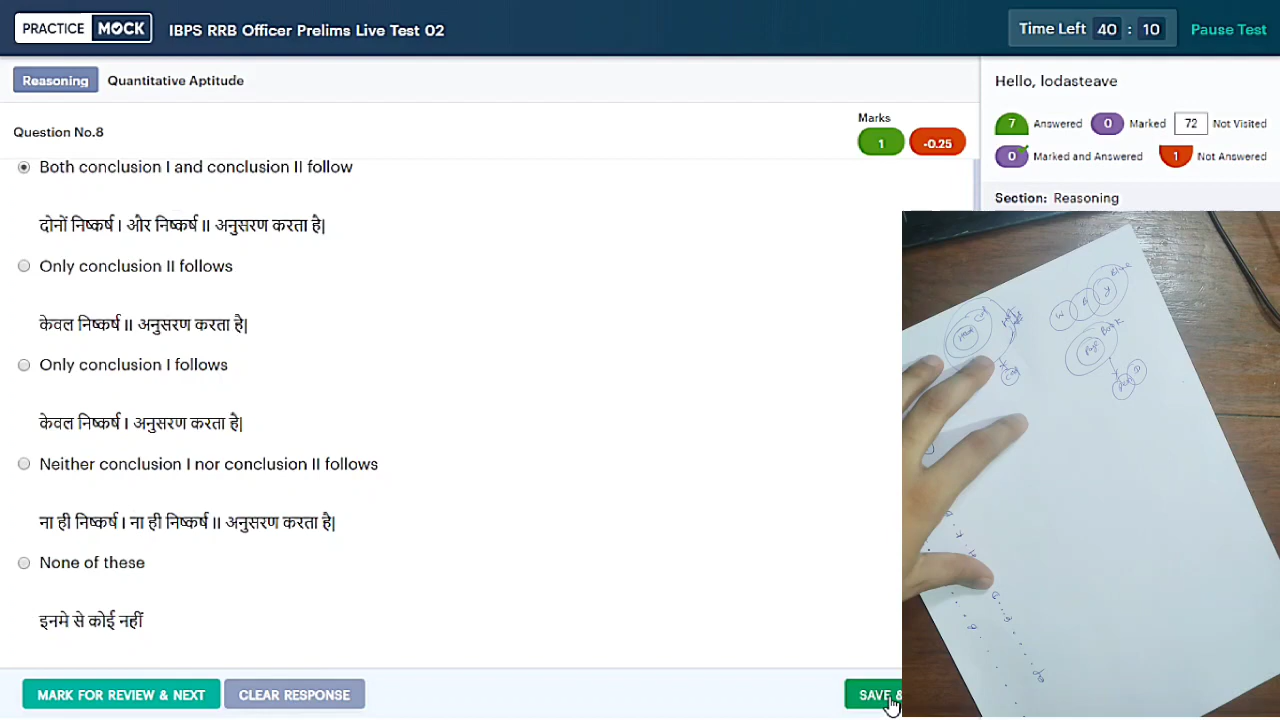 PRACTICE MOCK
IBPS RRB Officer Prelims Live Test 02
Time Left 40 : 10
Pause Test
Reasoning
Quantitative Aptitude
Hello, lodasteave
Question No.8
Marks
1
-0.25
7 Answered
0 Marked
72 Not Visited
0 Marked and Answered
1 Not Answered
Section: Reasoning
Both conclusion I and conclusion II follow
दोनों निष्कर्ष I और निष्कर्ष II अनुसरण करता है|
Only conclusion II follows
केवल निष्कर्ष II अनुसरण करता है|
Only conclusion I follows
केवल निष्कर्ष I अनुसरण करता है|
Neither conclusion I nor conclusion II follows
ना ही निष्कर्ष I ना ही निष्कर्ष II अनुसरण करता है|
None of these
इनमे से कोई नहीं
MARK FOR REVIEW & NEXT
CLEAR RESPONSE
SAVE &
Blue
W
Book
Page